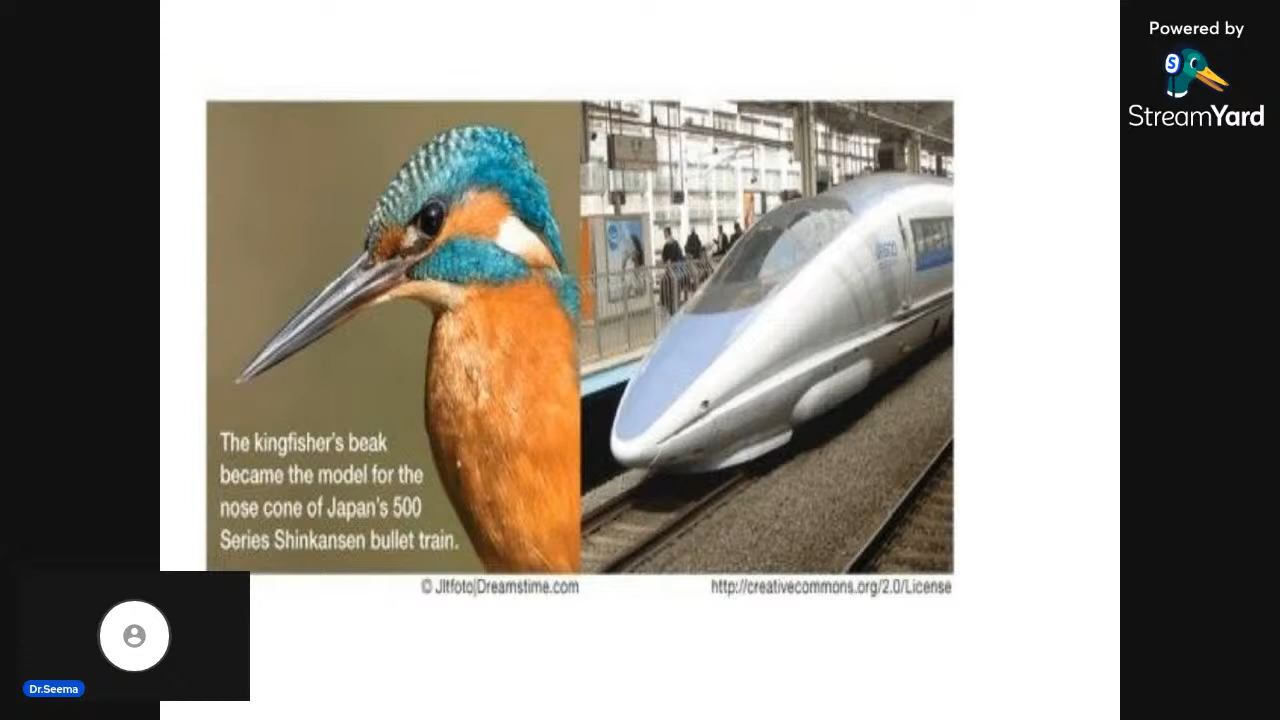 Powered by
S
StreamYard
The kingfisher's beak
became the model for the
nose cone of Japan's 500
Series Shinkansen bullet train.
© Jltfoto|Dreamstime.com
http://creativecommons.org/2.0/License
Dr.Seema